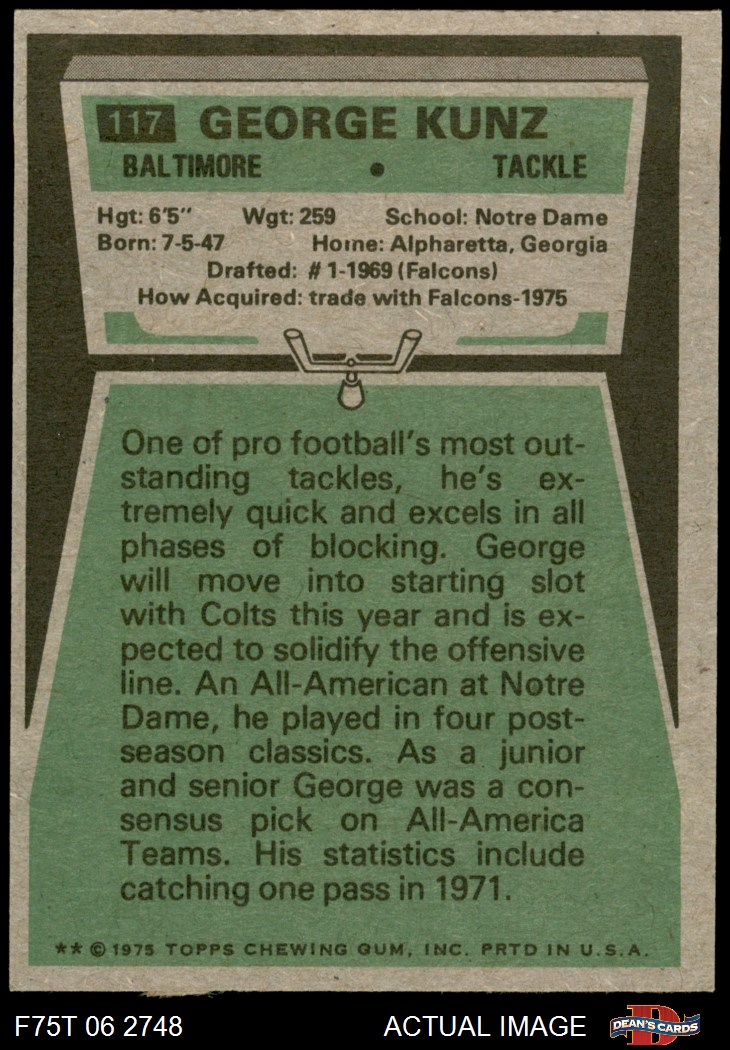 117 GEORGE KUNZ
BALTIMORE • TACKLE
Hgt: 6'5" Wgt: 259 School: Notre Dame
Born: 7-5-47 Home: Alpharetta, Georgia
Drafted: #1-1969 (Falcons)
How Acquired: trade with Falcons-1975
One of pro football's most out-
standing tackles, he's ex-
tremely quick and excels in all
phases of blocking. George
will move into starting slot
with Colts this year and is ex-
pected to solidify the offensive
line. An All-American at Notre
Dame, he played in four post-
season classics. As a junior
and senior George was a con-
sensus pick on All-America
Teams. His statistics include
catching one pass in 1971.
** © 1975 TOPPS CHEWING GUM, INC. PRTD IN U.S.A.
F75T 06 2748 ACTUAL IMAGE D DEAN'S CARDS